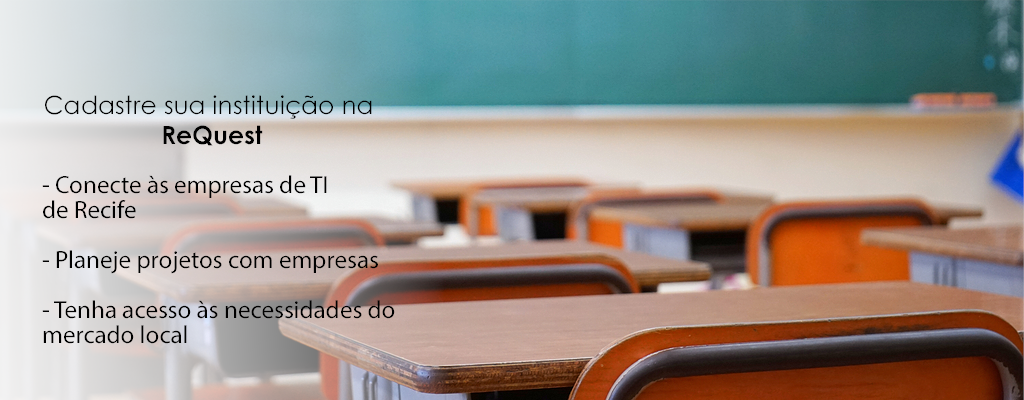 Cadastre sua instituição na
ReQuest
- Conecte às empresas de TI
de Recife
- Planeje projetos com empresas
- Tenha acesso às necessidades do
mercado local